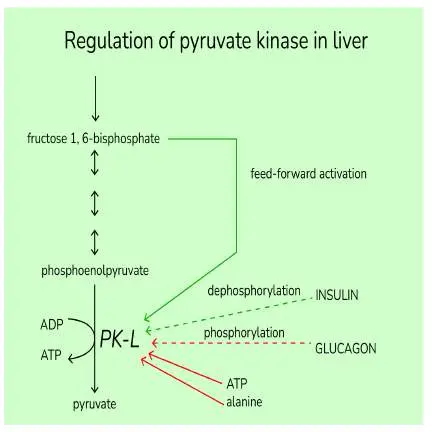 Regulation of pyruvate kinase in liver
fructose 1, 6-bisphosphate
feed-forward activation
phosphoenolpyruvate
dephosphorylation
INSULIN
ADP
PK-L
phosphorylation
GLUCAGON
ATP
ATP
pyruvate
alanine